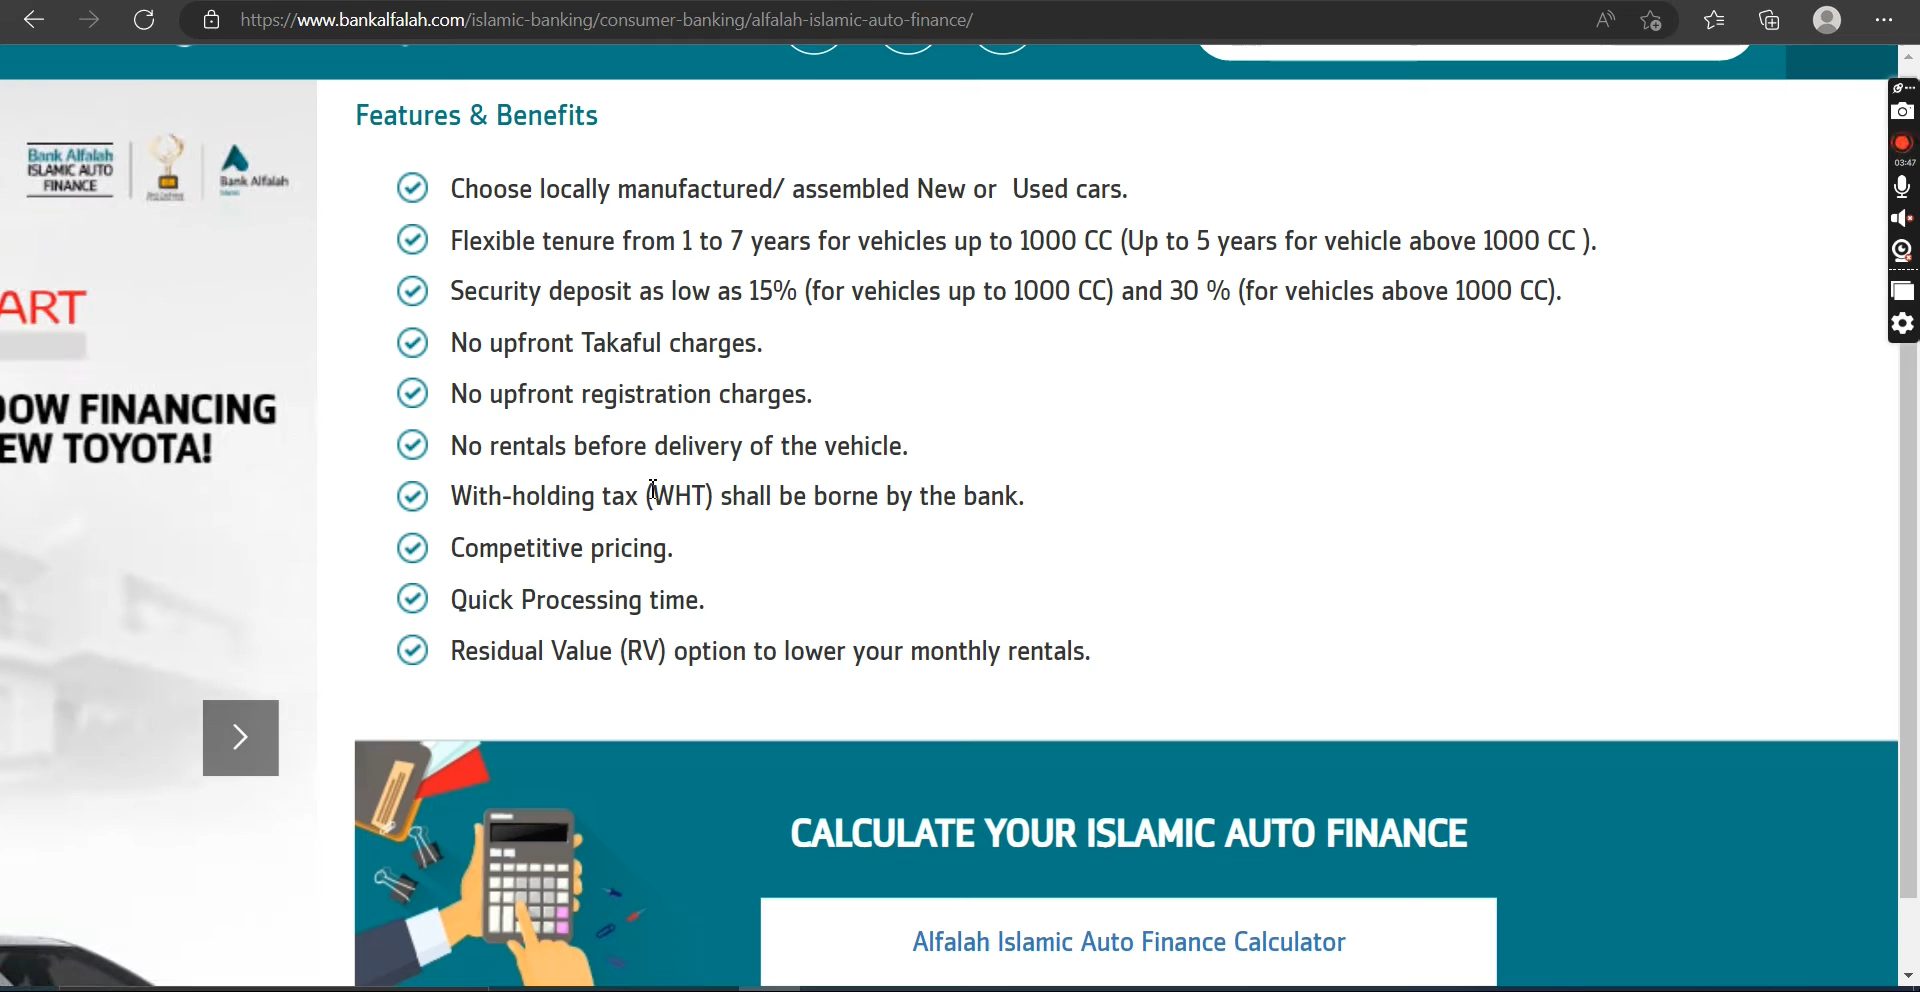 https://www.bankalfalah.com/islamic-banking/consumer-banking/alfalah-islamic-auto-finance/
Features & Benefits
Bank Alfalah
ISLAMIC AUTO
FINANCE
Bank Alfalah
03:47
Choose locally manufactured/ assembled New or Used cars.
Flexible tenure from 1 to 7 years for vehicles up to 1000 CC (Up to 5 years for vehicle above 1000 CC ).
Security deposit as low as 15% (for vehicles up to 1000 CC) and 30 % (for vehicles above 1000 CC).
ART
No upfront Takaful charges.
No upfront registration charges.
OW FINANCING
EW TOYOTA!
No rentals before delivery of the vehicle.
With-holding tax (WHT) shall be borne by the bank.
Competitive pricing.
Quick Processing time.
Residual Value (RV) option to lower your monthly rentals.
CALCULATE YOUR ISLAMIC AUTO FINANCE
Alfalah Islamic Auto Finance Calculator